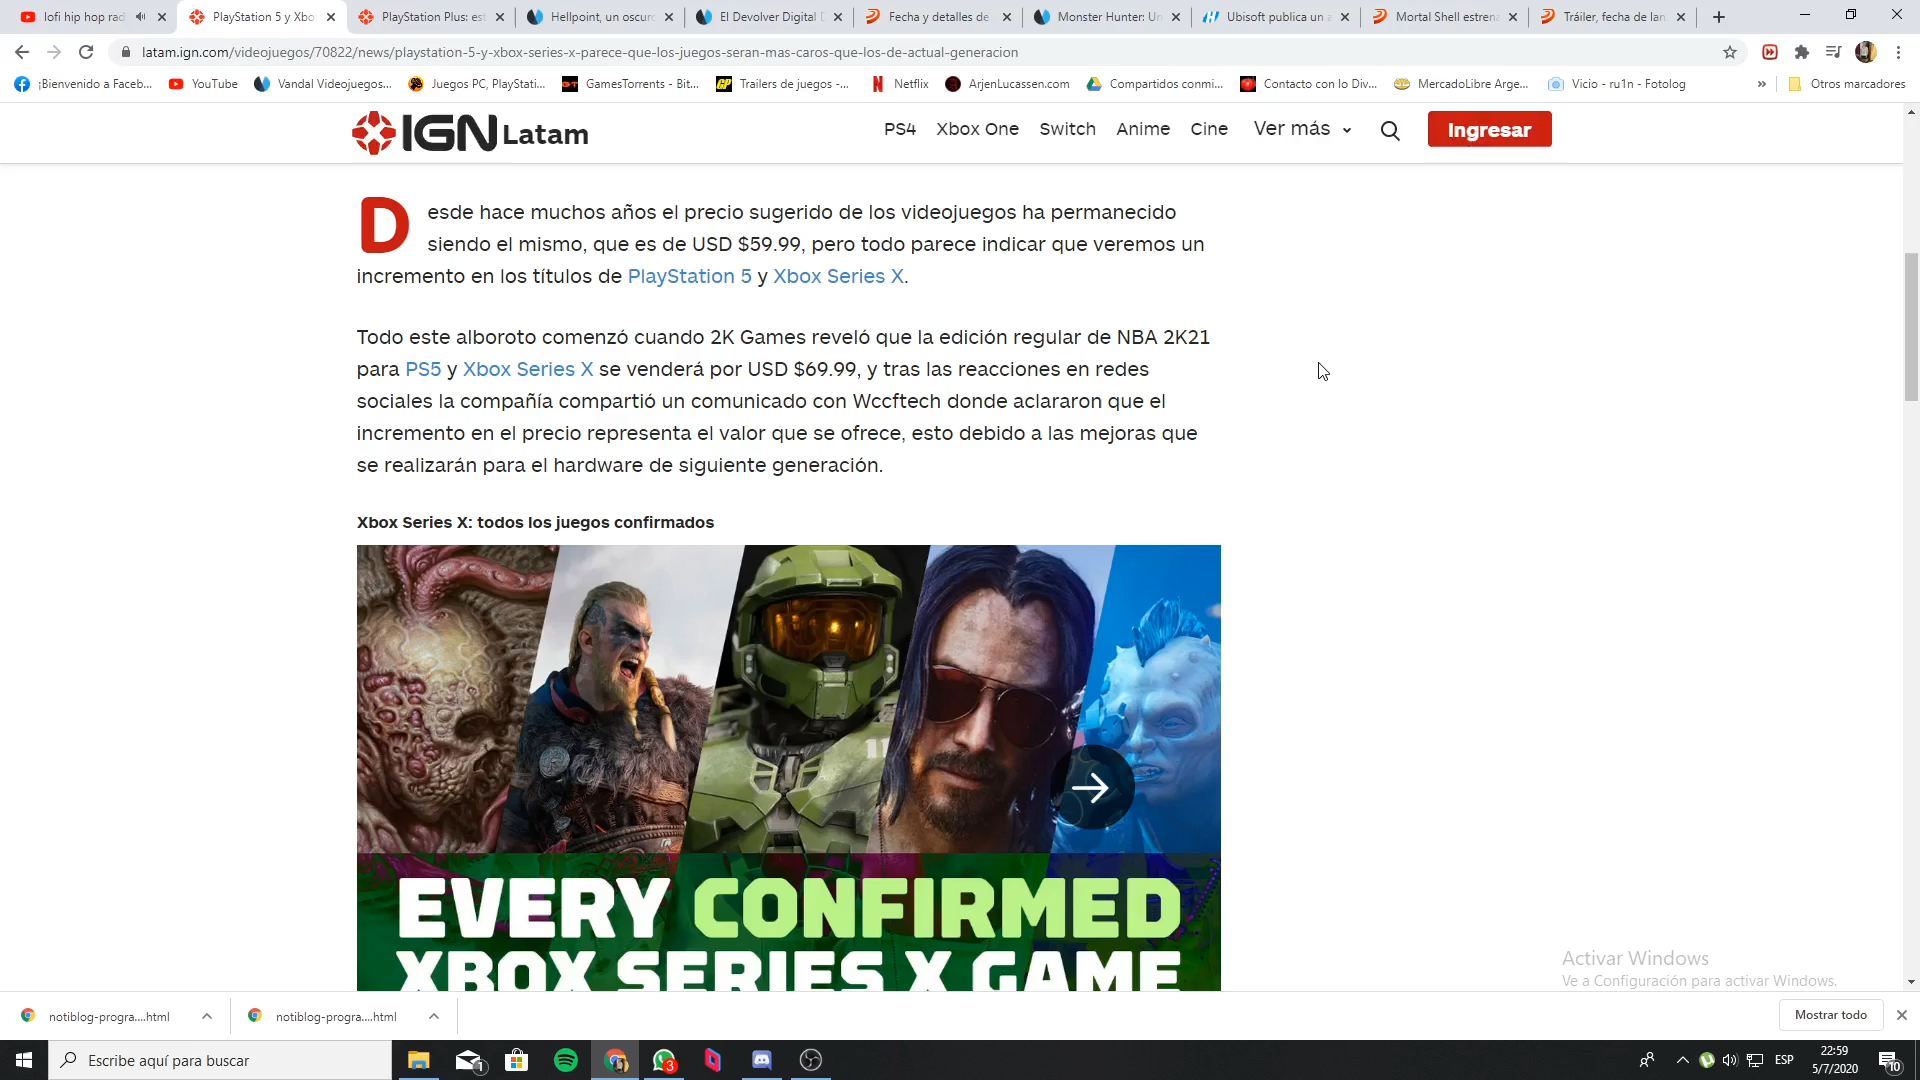 lofi hip hop rad
PlayStation 5 y Xbo
PlayStation Plus: est
Hellpoint, un oscuro
El Devolver Digital D
Fecha y detalles de
Monster Hunter: Un
Ubisoft publica un a
Mortal Shell estrena
Tráiler, fecha de lan
latam.ign.com/videojuegos/70822/news/playstation-5-y-xbox-series-x-parece-que-los-juegos-seran-mas-caros-que-los-de-actual-generacion
¡Bienvenido a Faceb...
YouTube
Vandal Videojuegos...
Juegos PC, PlayStati...
GamesTorrents - Bit...
Trailers de juegos -...
Netflix
ArjenLucassen.com
Compartidos conmi...
Contacto con lo Div...
MercadoLibre Arge...
Vicio - ru1n - Fotolog
»
Otros marcadores
IGN Latam
PS4
Xbox One
Switch
Anime
Cine
Ver más
Ingresar
Desde hace muchos años el precio sugerido de los videojuegos ha permanecido
siendo el mismo, que es de USD $59.99, pero todo parece indicar que veremos un
incremento en los títulos de PlayStation 5 y Xbox Series X.
Todo este alboroto comenzó cuando 2K Games reveló que la edición regular de NBA 2K21
para PS5 y Xbox Series X se venderá por USD $69.99, y tras las reacciones en redes
sociales la compañía compartió un comunicado con Wccftech donde aclararon que el
incremento en el precio representa el valor que se ofrece, esto debido a las mejoras que
se realizarán para el hardware de siguiente generación.
Xbox Series X: todos los juegos confirmados
EVERY CONFIRMED
XBOX SERIES X GAME
Activar Windows
Ve a Configuración para activar Windows.
notiblog-progra....html
notiblog-progra....html
Mostrar todo
Escribe aquí para buscar
1
3
ESP
22:59
5/7/2020
10